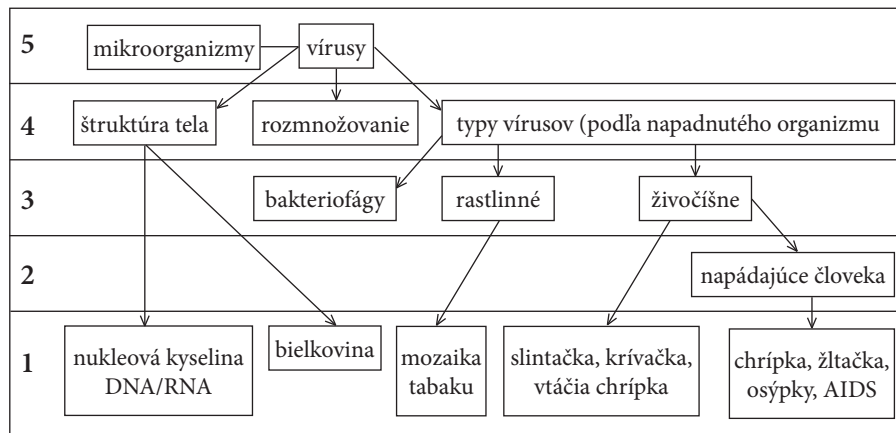 5
mikroorganizmy
vírusy
4
štruktúra tela
rozmnožovanie
typy vírusov (podľa napadnutého organizmu
3
bakteriofágy
rastlinné
živočíšne
2
napádajúce človeka
1
nukleová kyselina
DNA/RNA
bielkovina
mozaika
tabaku
slintačka, krívačka,
vtáčia chrípka
chrípka, žltačka,
osýpky, AIDS